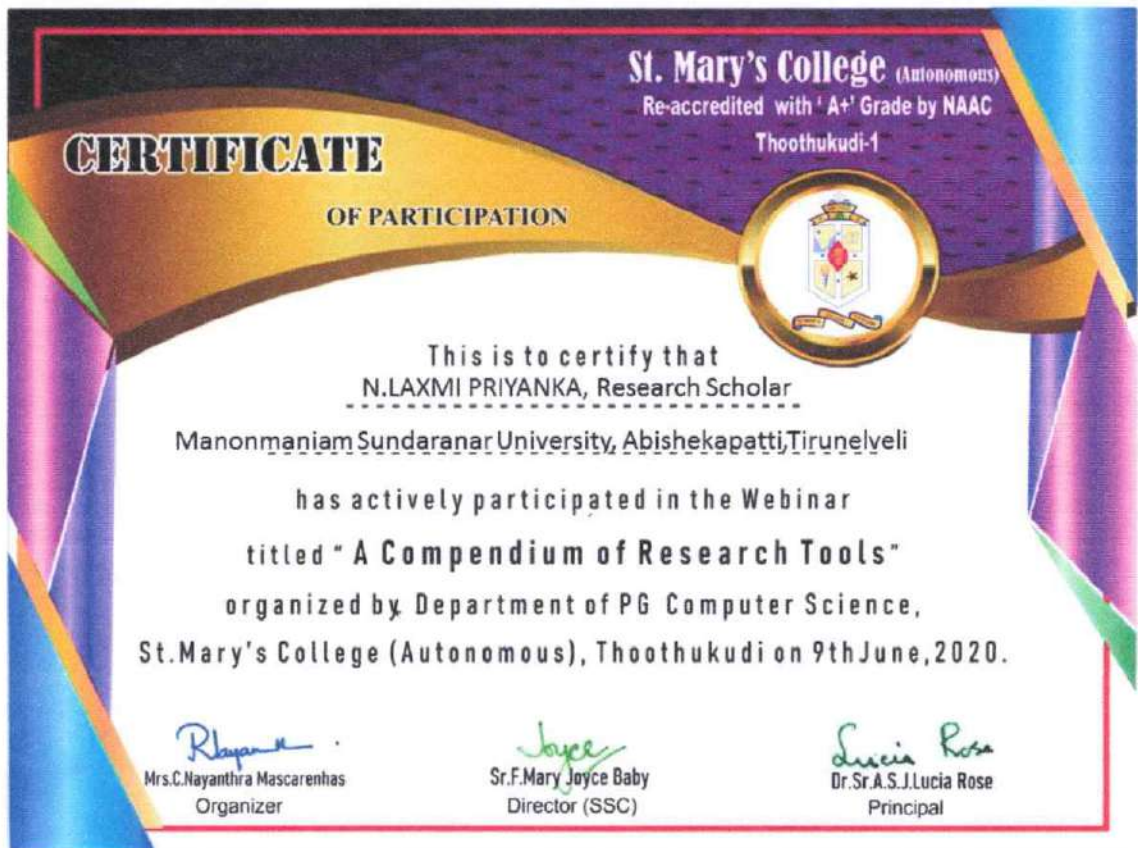 St. Mary's College (Autonomous)
Re-accredited with ' A+' Grade by NAAC
Thoothukudi-1
CERTIFICATE
OF PARTICIPATION
This is to certify that
N.LAXMI PRIYANKA, Research Scholar
Manonmaniam Sundaranar University, Abishekapatti,Tirunelveli
has actively participated in the Webinar
titled " A Compendium of Research Tools"
organized by Department of PG Computer Science,
St.Mary's College (Autonomous), Thoothukudi on 9thJune,2020.
Joyce
Lucia Rose
Mrs.C.Nayanthra Mascarenhas
Sr.F.Mary Joyce Baby
Dr.Sr.A.S.J.Lucia Rose
Organizer
Director (SSC)
Principal